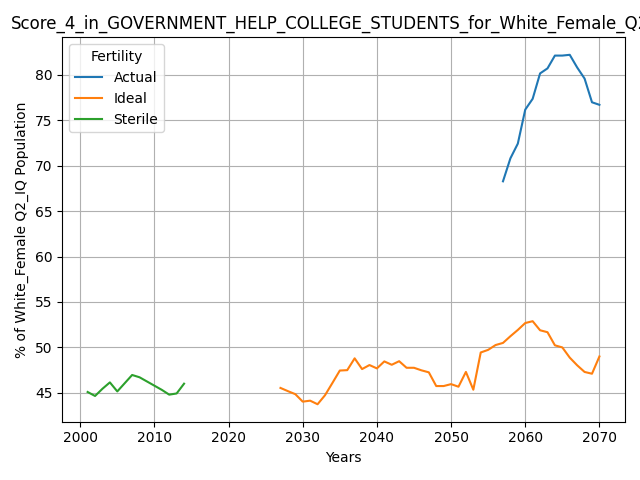 Score_4_in_GOVERNMENT_HELP_COLLEGE_STUDENTS_for_White_Female_Q2
Fertility
Actual
Ideal
Sterile
% of White_Female Q2_IQ Population
80
75
70
65
60
55
50
45
2000 2010 2020 2030 2040 2050 2060 2070
Years